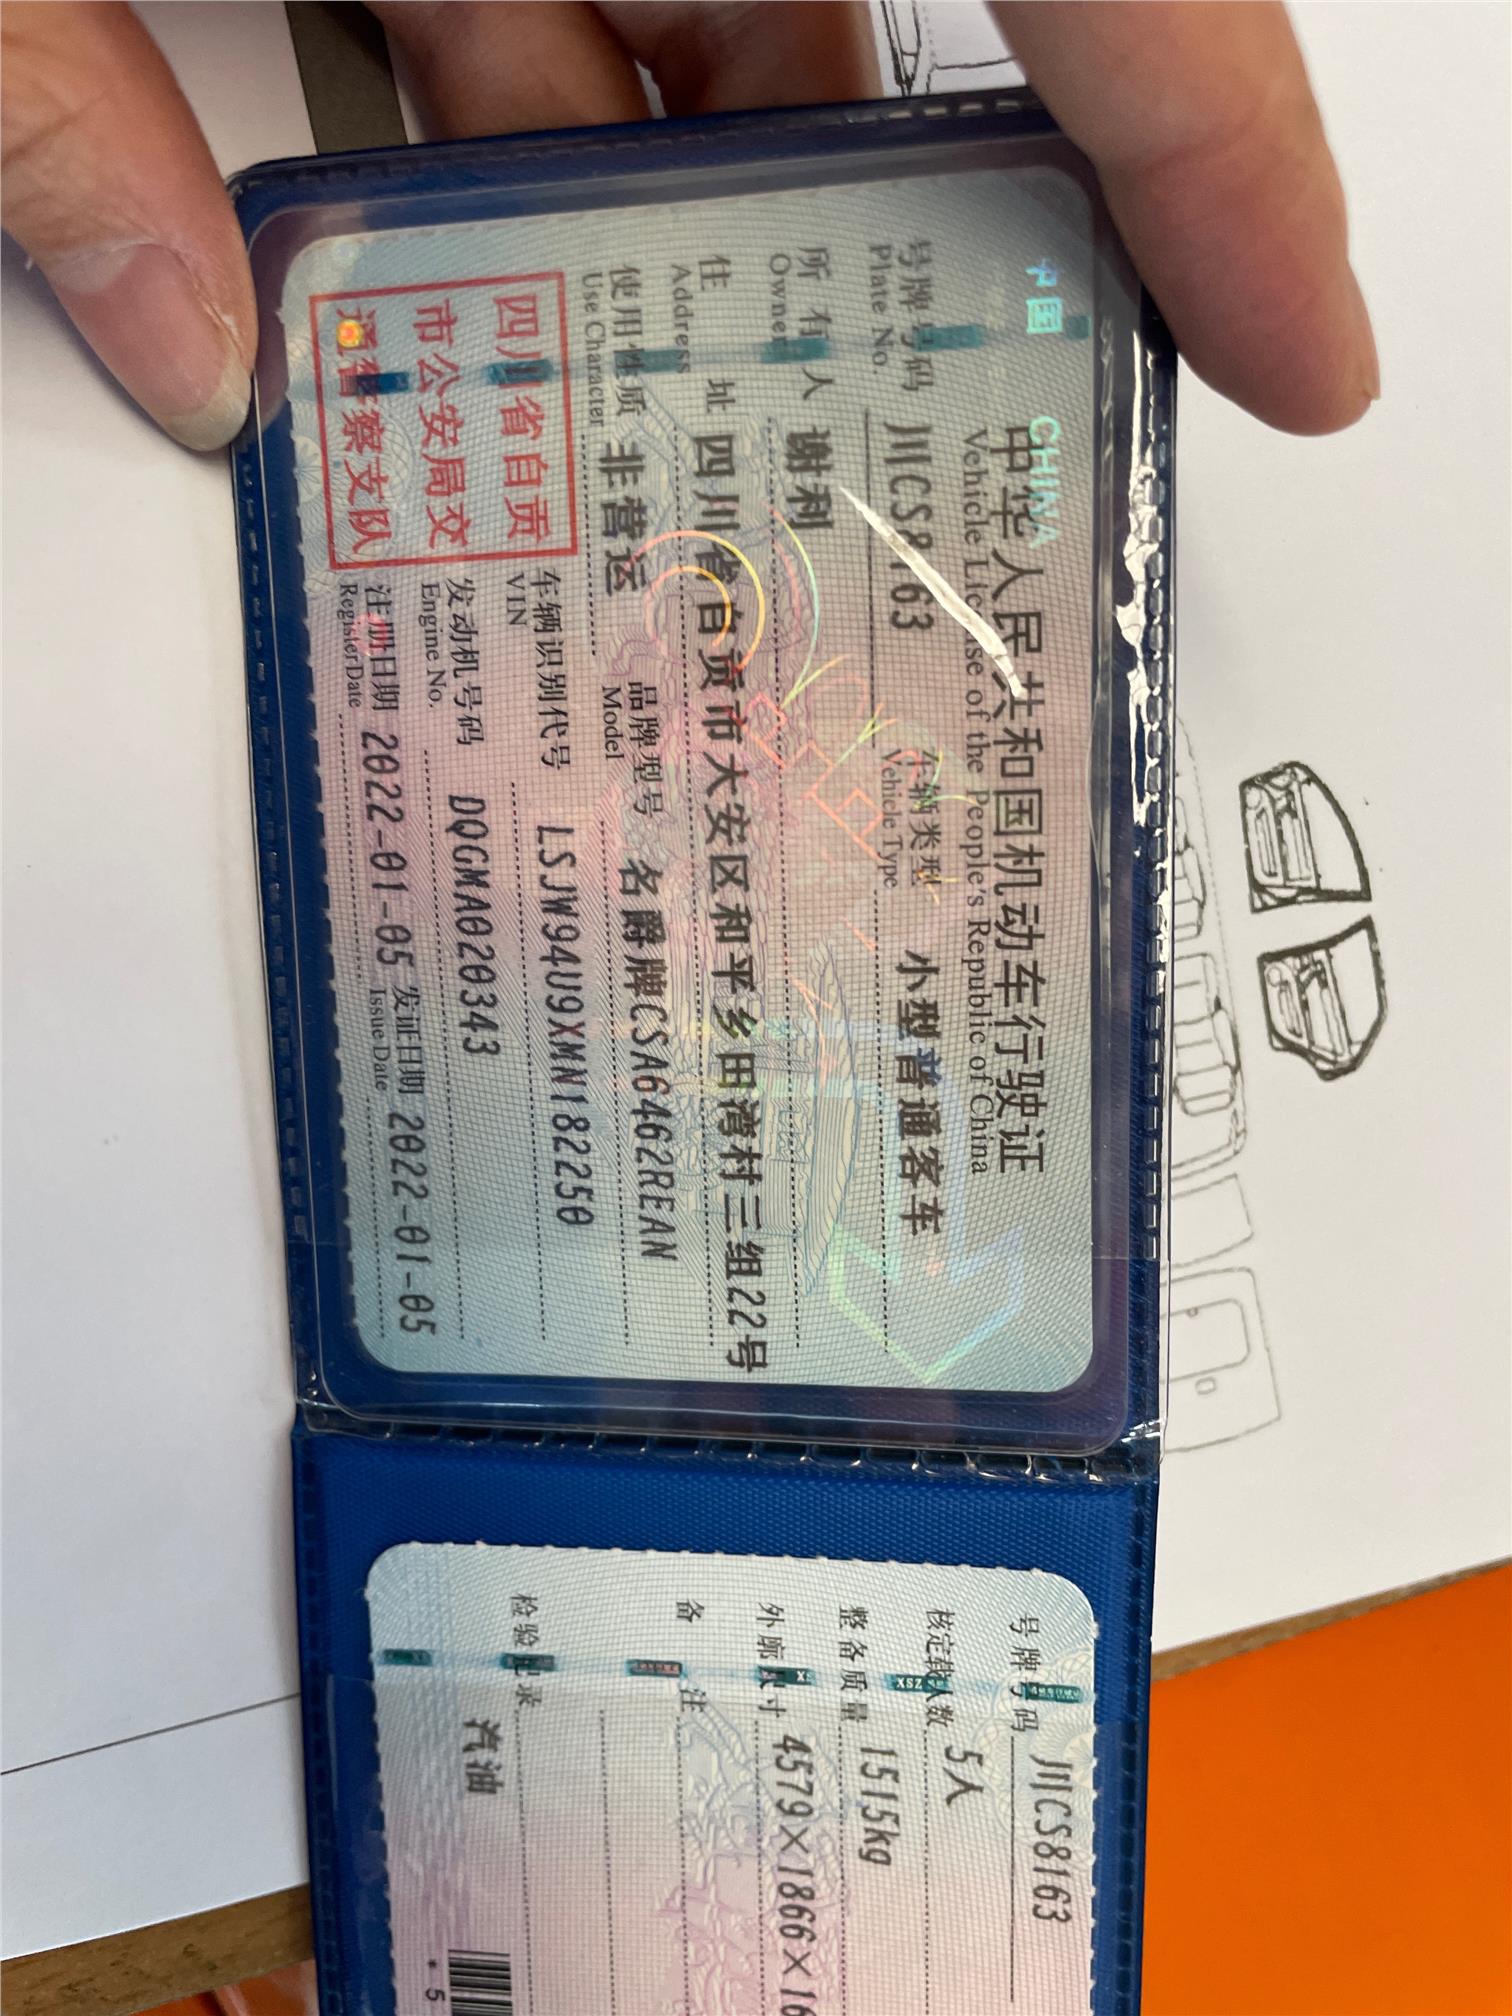 中国 CHINA
中华人民共和国机动车行驶证
Vehicle License of the People's Republic of China
号牌号码 川CS8163 车辆类型 小型普通客车
Plate No. Vehicle Type
所有人 谢利
Owner
住址 四川省自贡市大安区和平乡田湾村三组22号
Address
使用性质 非营运 品牌型号 名爵牌CSA6462REAN
Use Character Model
四川省自贡
市公安局交
通警察支队
车辆识别代号 LSJW94U9XMN182250
VIN
发动机号码 DQGMA020343
Engine No.
注册日期 2022-01-05 发证日期 2022-01-05
Register Date Issue Date
号牌号码 川CS8163
核定载人数 5人
整备质量 1515kg
外廓尺寸 4579×1866×16
备注
检验记录
汽油
*5